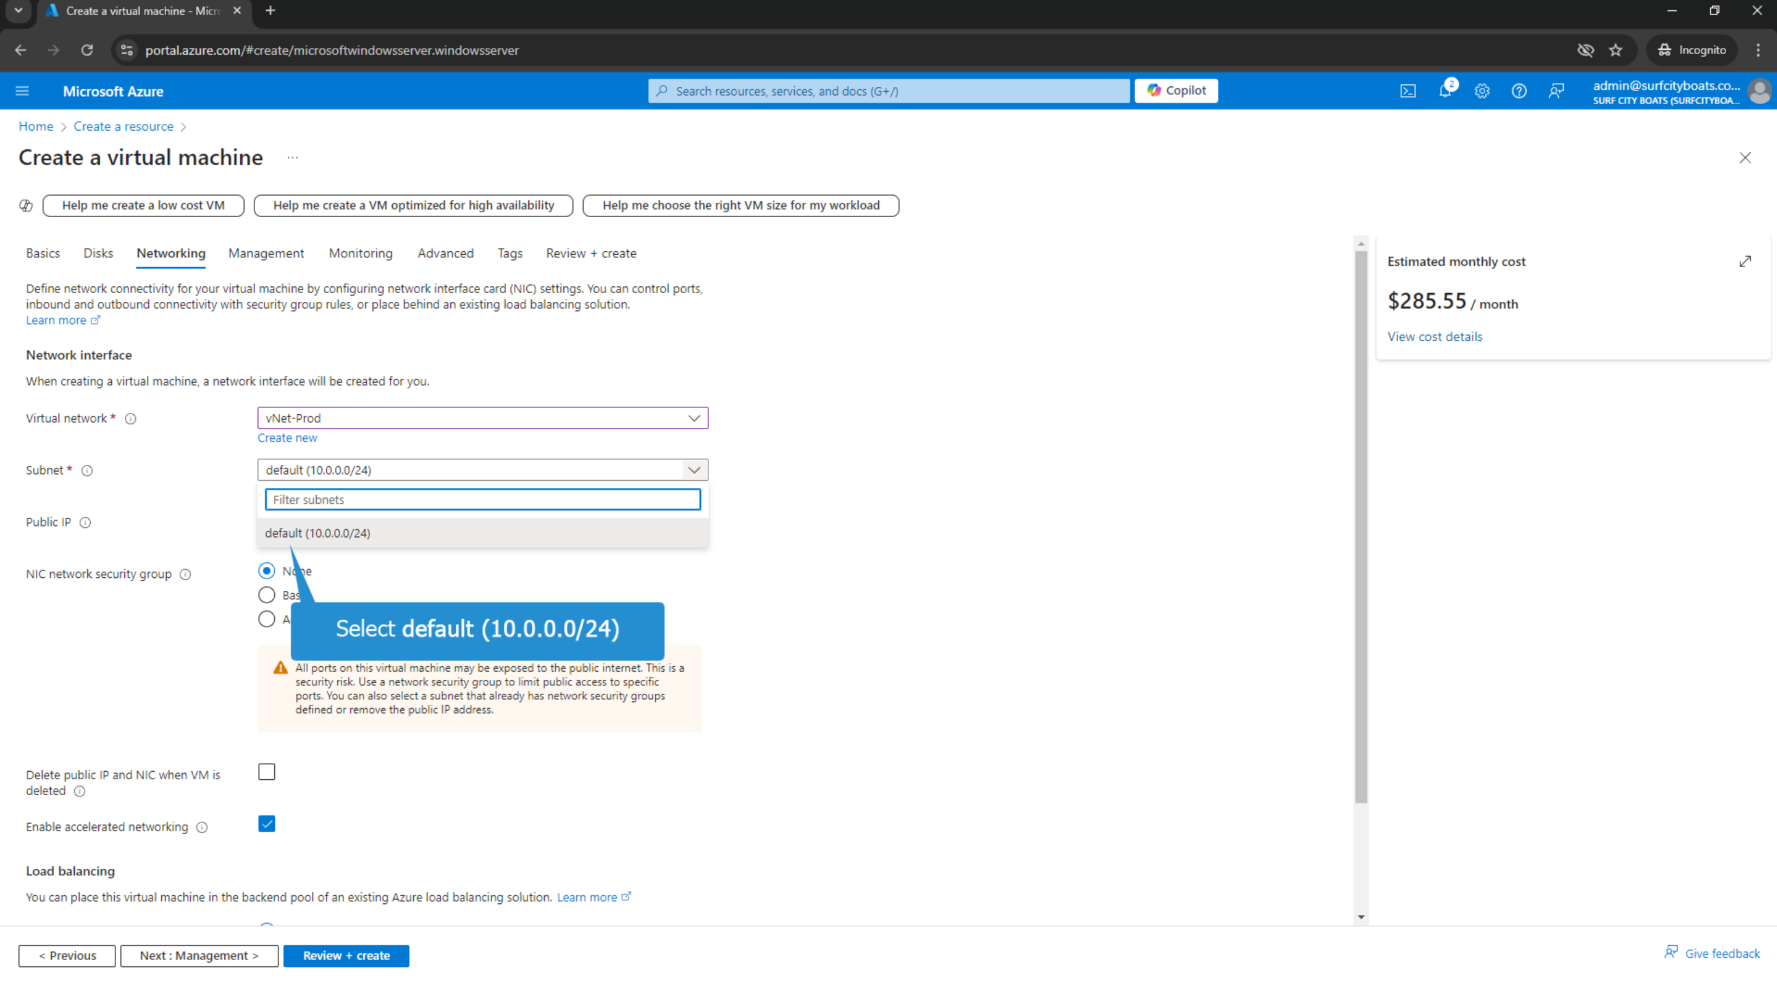 Create a virtual machine - Micr
portal.azure.com/#create/microsoftwindowsserver.windowsserver
Incognito
Microsoft Azure
Search resources, services, and docs (G+/)
Copilot
2
admin@surfcityboats.co...
SURF CITY BOATS (SURFCITYBOA...
Home > Create a resource >
Create a virtual machine ...
Help me create a low cost VM
Help me create a VM optimized for high availability
Help me choose the right VM size for my workload
Basics Disks Networking Management Monitoring Advanced Tags Review + create
Define network connectivity for your virtual machine by configuring network interface card (NIC) settings. You can control ports,
inbound and outbound connectivity with security group rules, or place behind an existing load balancing solution.
Learn more
Network interface
When creating a virtual machine, a network interface will be created for you.
Virtual network *
vNet-Prod
Create new
Subnet *
default (10.0.0.0/24)
Filter subnets
default (10.0.0.0/24)
Public IP
NIC network security group
None
Bas
A
Select default (10.0.0.0/24)
All ports on this virtual machine may be exposed to the public internet. This is a
security risk. Use a network security group to limit public access to specific
ports. You can also select a subnet that already has network security groups
defined or remove the public IP address.
Delete public IP and NIC when VM is
deleted
Enable accelerated networking
Load balancing
You can place this virtual machine in the backend pool of an existing Azure load balancing solution. Learn more
Estimated monthly cost
$285.55 / month
View cost details
< Previous
Next : Management >
Review + create
Give feedback